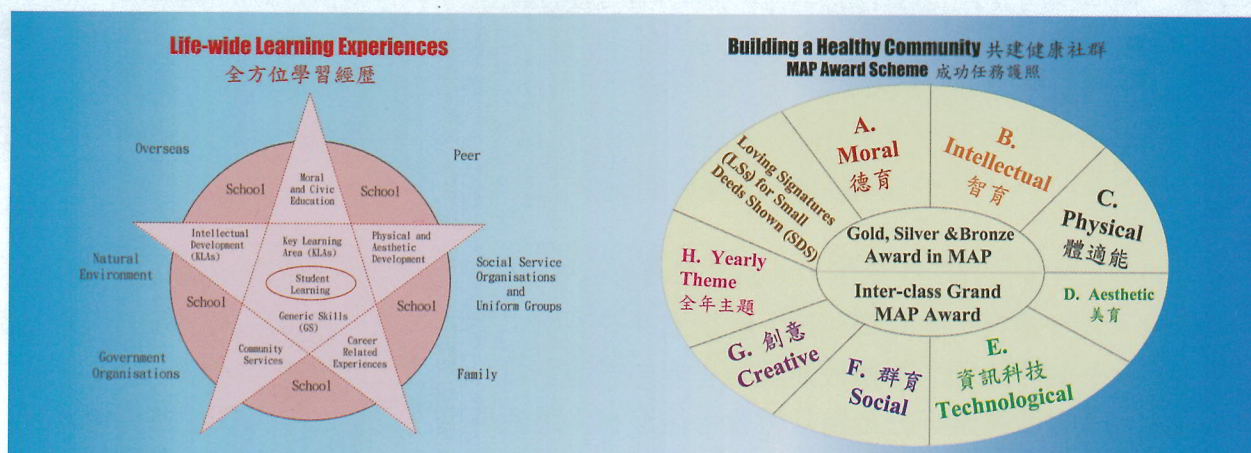 Life-wide Learning Experiences
全方位學習經歷
Overseas
Peer
School
Moral
and Civic
Education
School
Intellectual
Development
(KLAs)
Key Learning
Area (KLAs)
Physical and
Aesthetic
Development
Natural
Environment
Student
Learning
Social Service
Organisations
and
Uniform Groups
School
School
Generic Skills
(GS)
Community
Services
Career
Related
Experiences
Government
Organisations
School
Family
Building a Healthy Community 共建健康社群
MAP Award Scheme 成功任務護照
Loving Signatures
(LSs) for Small
Deeds Shown (SDS)
A.
Moral
德育
B.
Intellectual
智育
C.
Physical
體適能
D. Aesthetic
美育
E.
資訊科技
Technological
F. 群育
Social
G. 創意
Creative
H. Yearly
Theme
全年主題
Gold, Silver &Bronze
Award in MAP
Inter-class Grand
MAP Award